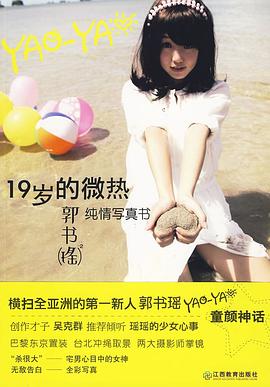 YAO-YA
19岁的微热
郭书(瑶)
纯情写真书
横扫全亚洲的第一新人 郭书瑶 YAO-YA
童颜神话
创作才子 吴克群 推荐倾听 瑶瑶的少女心事
巴黎东京置装 台北冲绳取景 两大摄影师掌镜
“杀很大” —— 宅男心目中的女神
无敌告白 —— 全彩写真
江西教育出版社